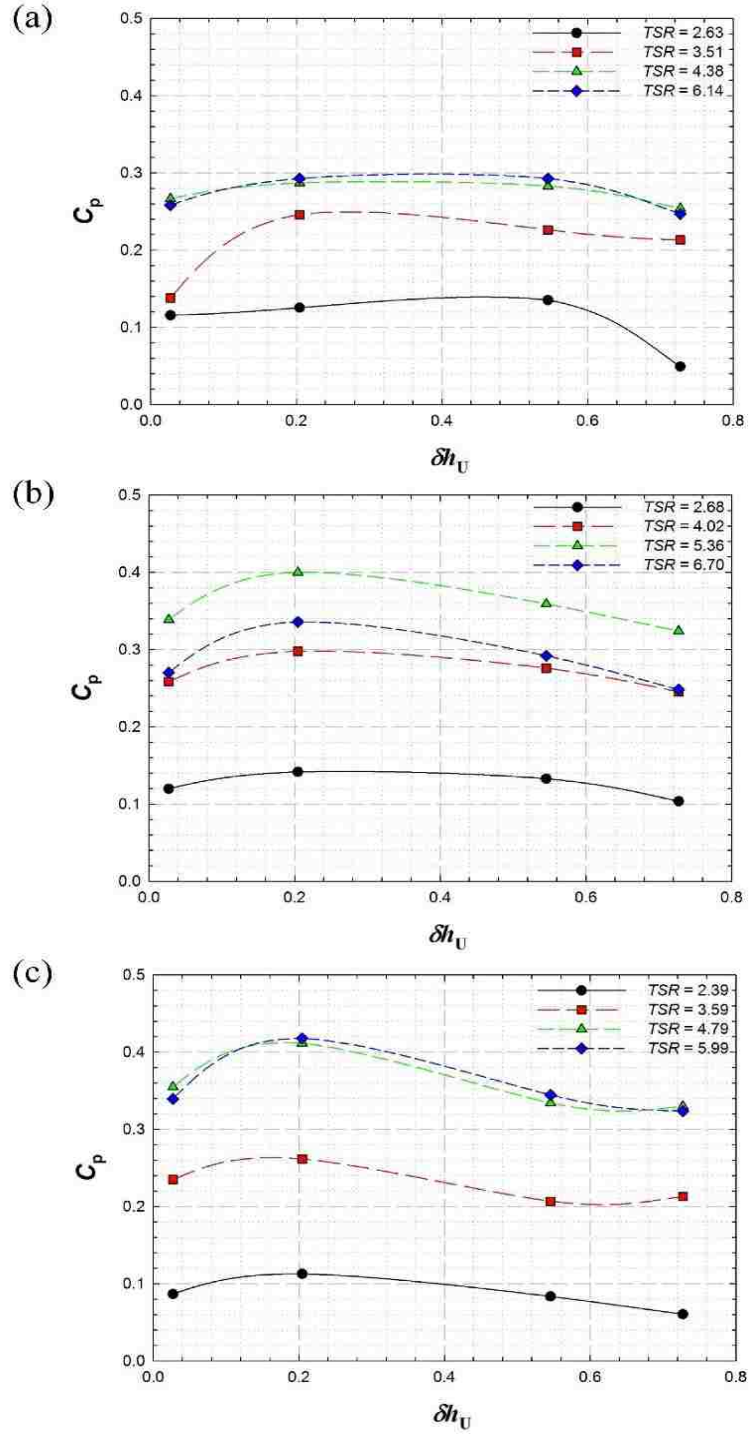 (a)
0.5
0.4
0.3
0.2
0.1
0.0
Cp
TSR = 2.63
TSR = 3.51
TSR = 4.38
TSR = 6.14
0.0 0.2 0.4 0.6 0.8
δhU
(b)
0.5
0.4
0.3
0.2
0.1
0.0
Cp
TSR = 2.68
TSR = 4.02
TSR = 5.36
TSR = 6.70
0.0 0.2 0.4 0.6 0.8
δhU
(c)
0.5
0.4
0.3
0.2
0.1
0.0
Cp
TSR = 2.39
TSR = 3.59
TSR = 4.79
TSR = 5.99
0.0 0.2 0.4 0.6 0.8
δhU